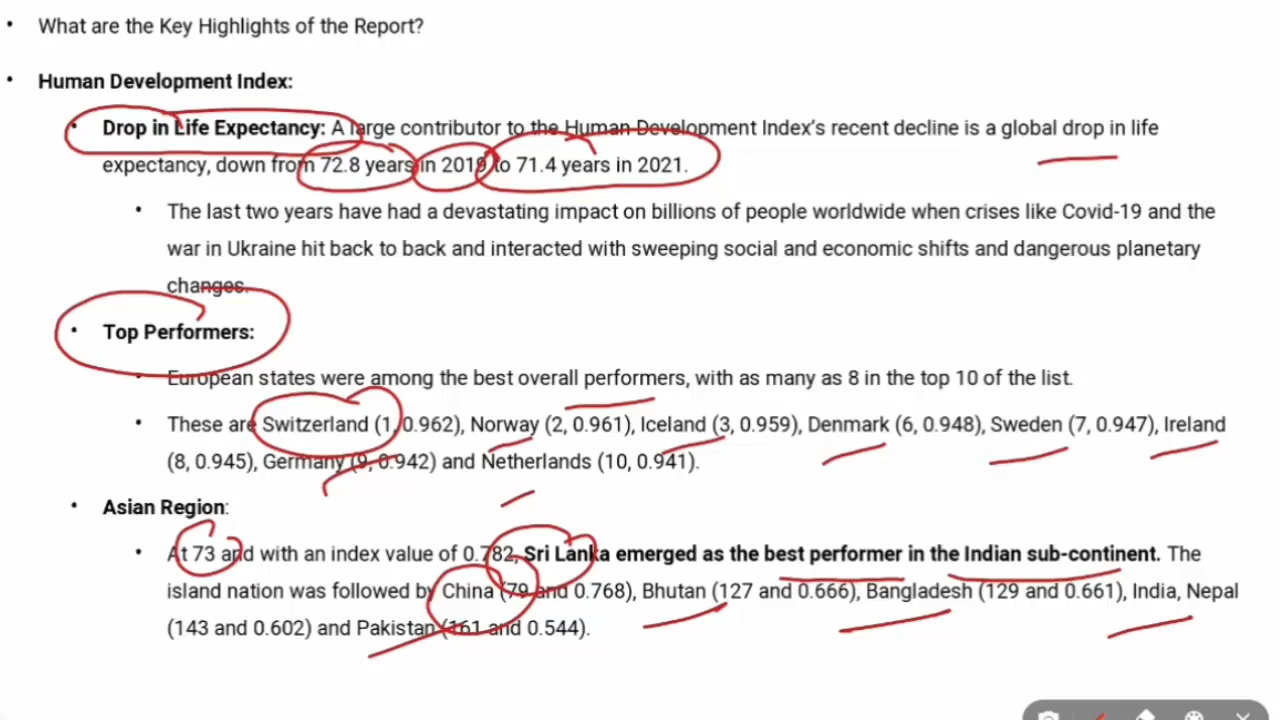 • What are the Key Highlights of the Report?
• Human Development Index:
• Drop in Life Expectancy: A large contributor to the Human Development Index's recent decline is a global drop in life
expectancy, down from 72.8 years in 2019 to 71.4 years in 2021.
• The last two years have had a devastating impact on billions of people worldwide when crises like Covid-19 and the
war in Ukraine hit back to back and interacted with sweeping social and economic shifts and dangerous planetary
changes.
• Top Performers:
• European states were among the best overall performers, with as many as 8 in the top 10 of the list.
• These are Switzerland (1, 0.962), Norway (2, 0.961), Iceland (3, 0.959), Denmark (6, 0.948), Sweden (7, 0.947), Ireland
(8, 0.945), Germany (9, 0.942) and Netherlands (10, 0.941).
• Asian Region:
• At 73 and with an index value of 0.782, Sri Lanka emerged as the best performer in the Indian sub-continent. The
island nation was followed by China (79 and 0.768), Bhutan (127 and 0.666), Bangladesh (129 and 0.661), India, Nepal
(143 and 0.602) and Pakistan (161 and 0.544).